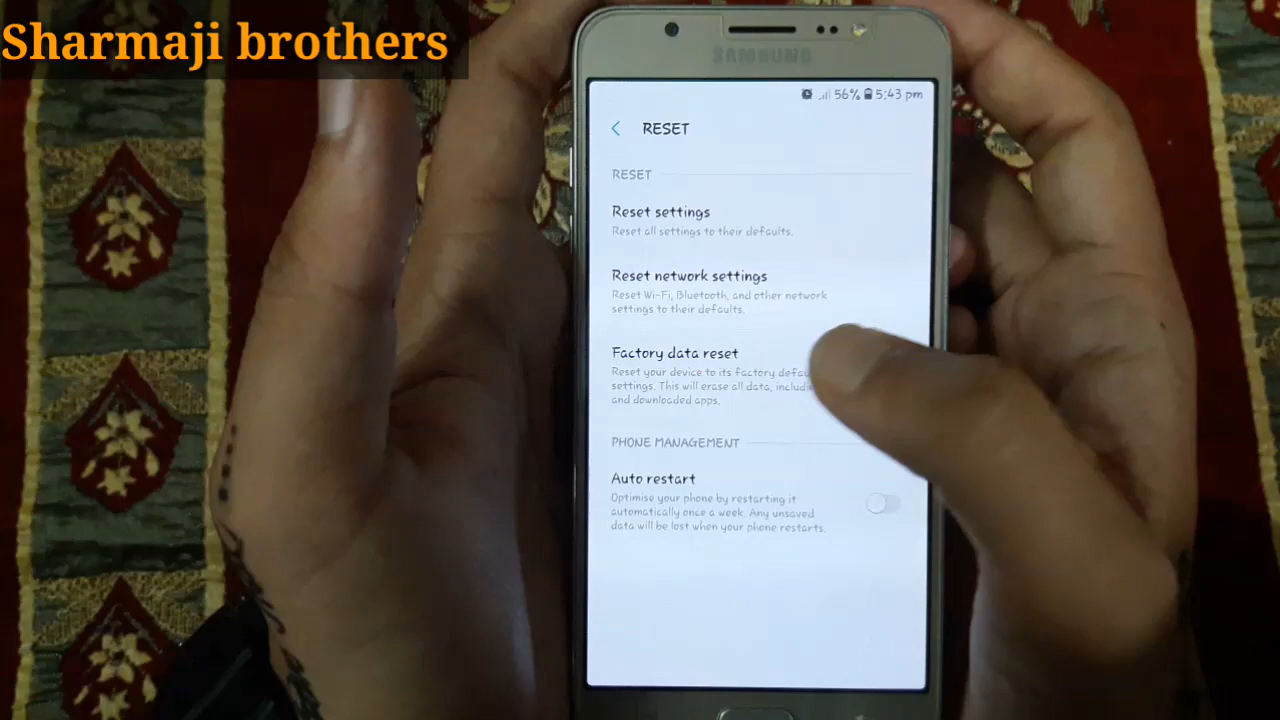 Sharmaji brothers
SAMSUNG
56% 5:43 pm
RESET
RESET
Reset settings
Reset all settings to their defaults.
Reset network settings
Reset Wi-Fi, Bluetooth, and other network
settings to their defaults.
Factory data reset
Reset your device to its factory
settings. This will erase all data,
and downloaded apps.
PHONE MANAGEMENT
Auto restart
Optimise your phone by restarting it
automatically once a week. Any unsaved
data will be lost when your phone restarts.